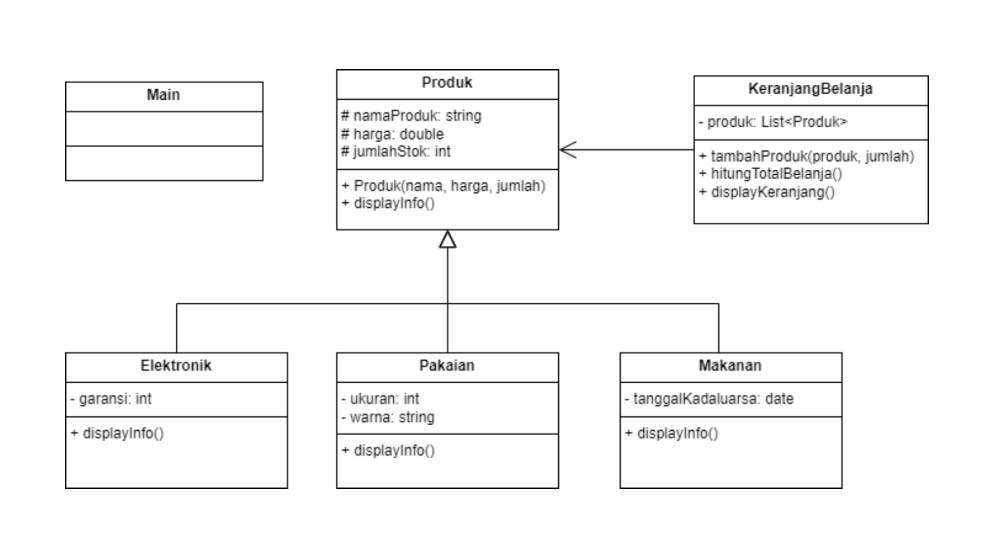 Main
Produk
# namaProduk: string
# harga: double
# jumlahStok: int
+ Produk(nama, harga, jumlah)
+ displayInfo()
KeranjangBelanja
- produk: List<Produk>
+ tambahProduk(produk, jumlah)
+ hitungTotalBelanja()
+ displayKeranjang()
Elektronik
- garansi: int
+ displayInfo()
Pakaian
- ukuran: int
- warna: string
+ displayInfo()
Makanan
- tanggalKadaluarsa: date
+ displayInfo()